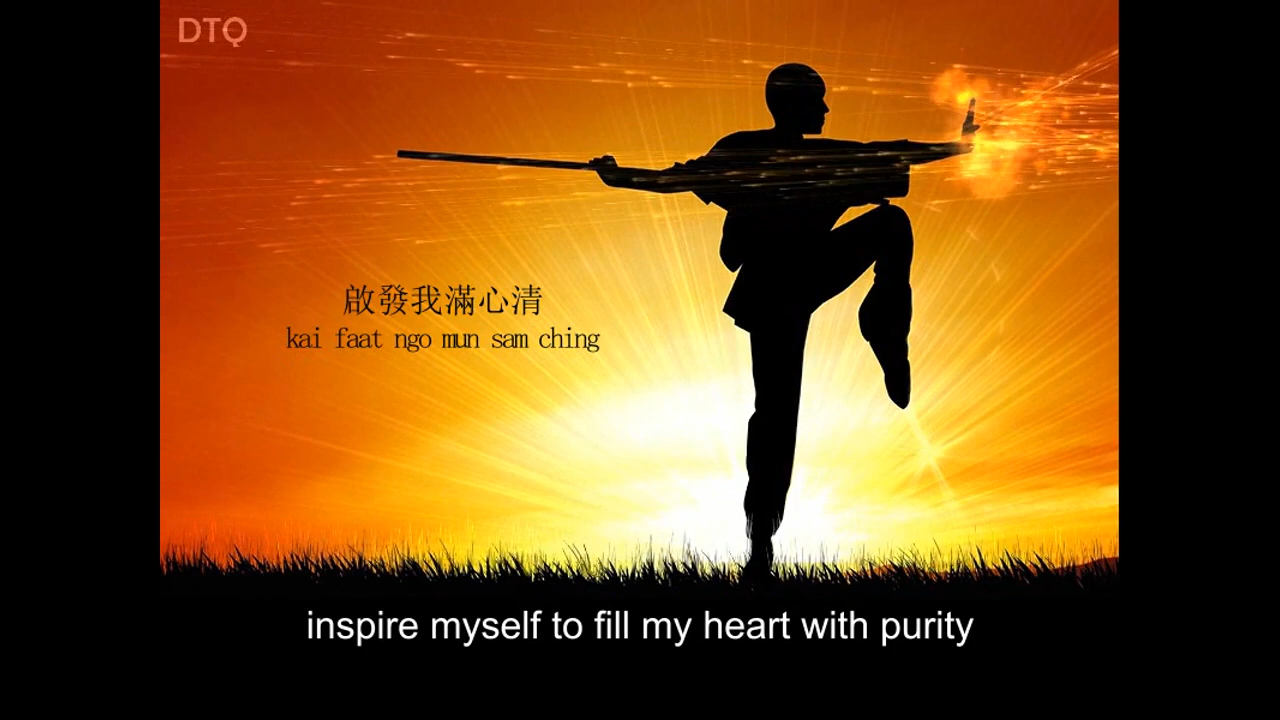 DTQ
啟發我滿心清
kai faat ngo mun sam ching
inspire myself to fill my heart with purity